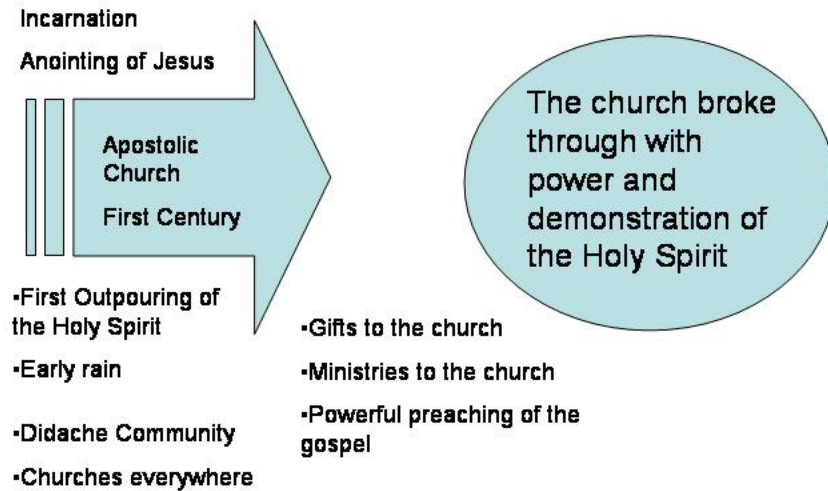 Incarnation
Anointing of Jesus
Apostolic
Church
First Century
The church broke
through with
power and
demonstration of
the Holy Spirit
•First Outpouring of
the Holy Spirit
•Early rain
•Didache Community
•Churches everywhere
•Gifts to the church
•Ministries to the church
•Powerful preaching of the
gospel